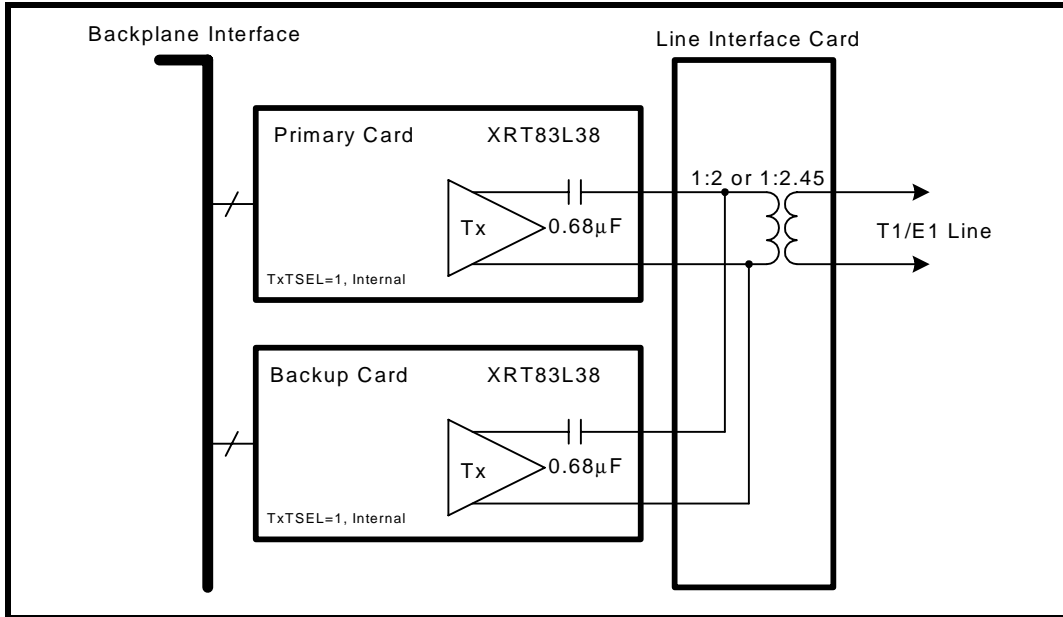 Backplane Interface
Line Interface Card
Primary Card XRT83L38
1:2 or 1:2.45
Tx
0.68μF
T1/E1 Line
TxTSEL=1, Internal
Backup Card XRT83L38
Tx
0.68μF
TxTSEL=1, Internal